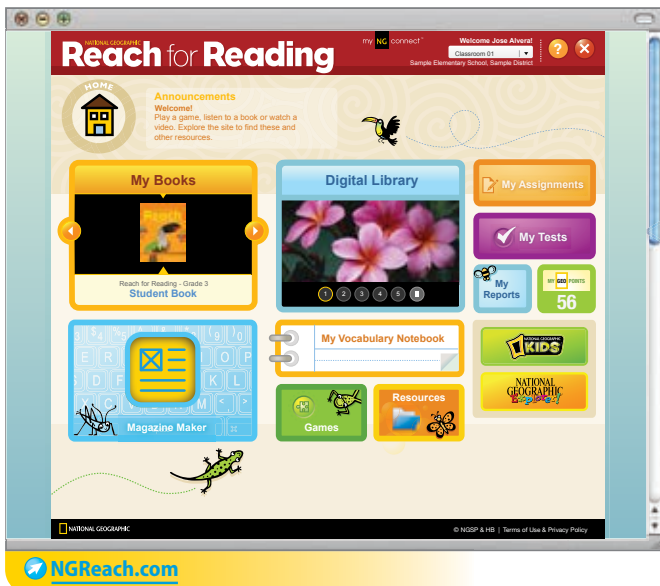 NATIONAL GEOGRAPHIC
Reach for Reading
my NG connect
Welcome Jose Alvera!
Classroom 01
Sample Elementary School, Sample District
?
HOME
Announcements
Welcome!
Play a game, listen to a book or watch a
video. Explore the site to find these and
other resources.
My Books
Reach
Reach for Reading - Grade 3
Student Book
Digital Library
1 2 3 4 5
My Assignments
My Tests
My
Reports
MY GEO POINTS
56
Magazine Maker
My Vocabulary Notebook
Games
Resources
NATIONAL GEOGRAPHIC
KIDS
NATIONAL
GEOGRAPHIC
Explorer!
NATIONAL GEOGRAPHIC
© NGSP & HB | Terms of Use & Privacy Policy
NGReach.com